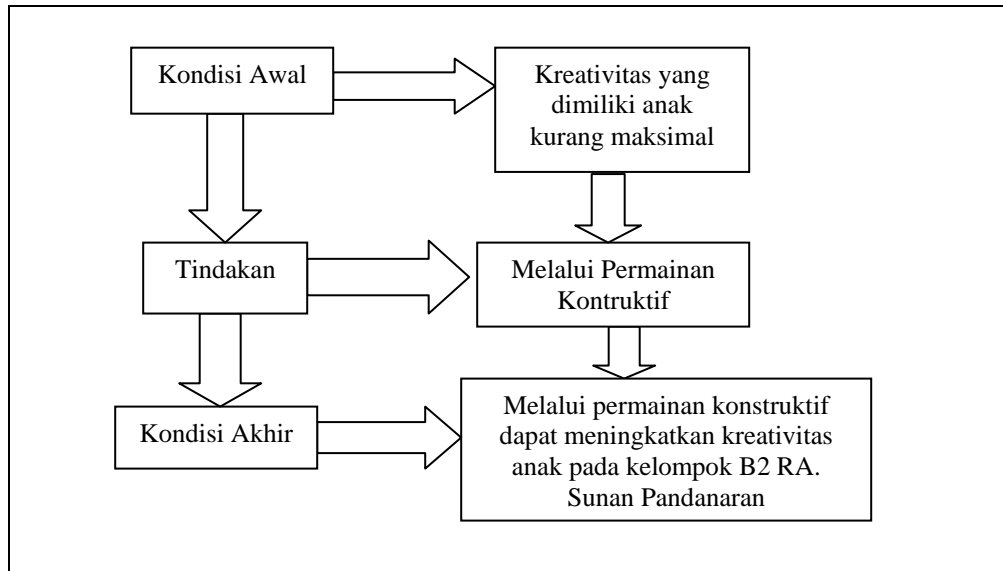 Kondisi Awal
Kreativitas yang
dimiliki anak
kurang maksimal
Tindakan
Melalui Permainan
Kontruktif
Kondisi Akhir
Melalui permainan konstruktif
dapat meningkatkan kreativitas
anak pada kelompok B2 RA.
Sunan Pandanaran